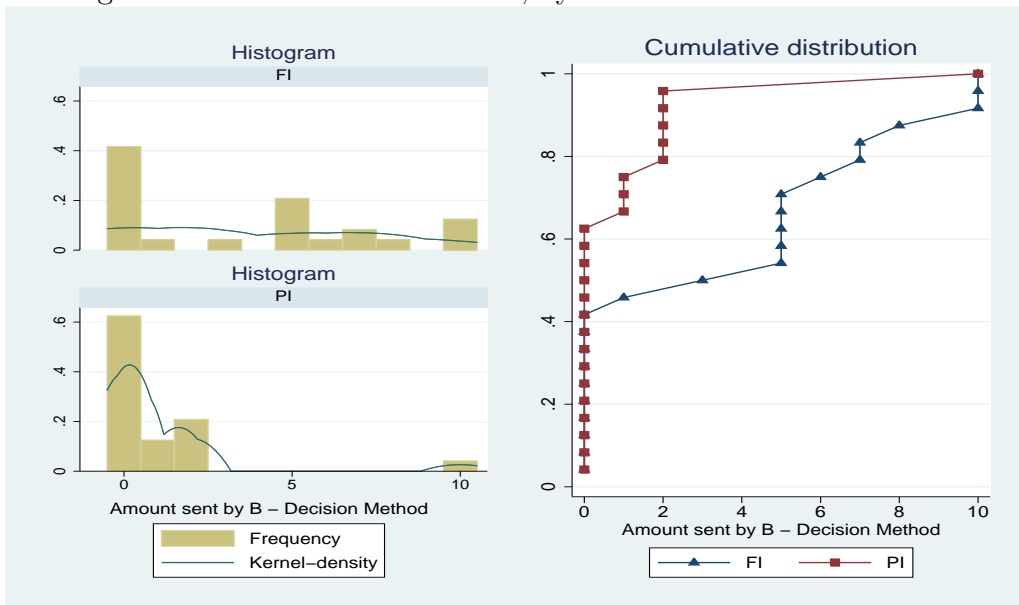 Histogram
FI
.6
.4
.2
0
Histogram
PI
.6
.4
.2
0
0 5 10
Amount sent by B – Decision Method
Frequency
Kernel–density
Cumulative distribution
1
.8
.6
.4
.2
0
0 2 4 6 8 10
Amount sent by B – Decision Method
FI PI